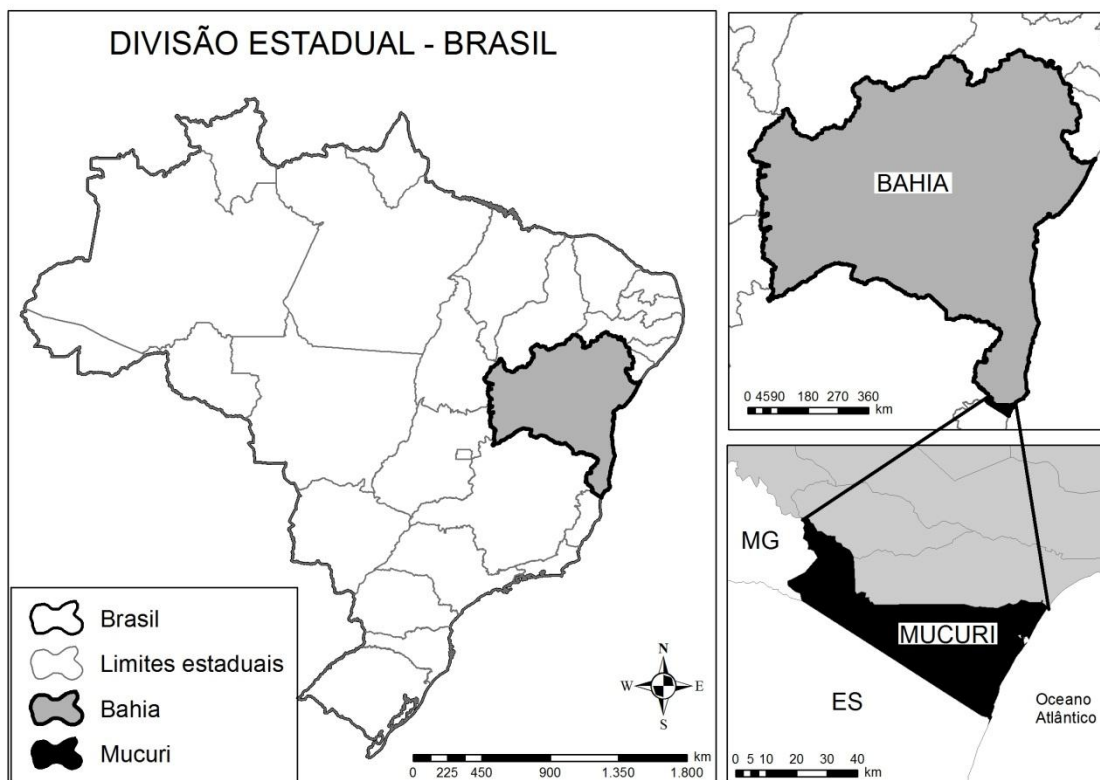 DIVISÃO ESTADUAL - BRASIL
Brasil
Limites estaduais
Bahia
Mucuri
N
W E
S
km
0 225 450 900 1.350 1.800
BAHIA
0 4590 180 270 360
km
MG
MUCURI
ES
Oceano
Atlântico
0 5 10 20 30 40
km